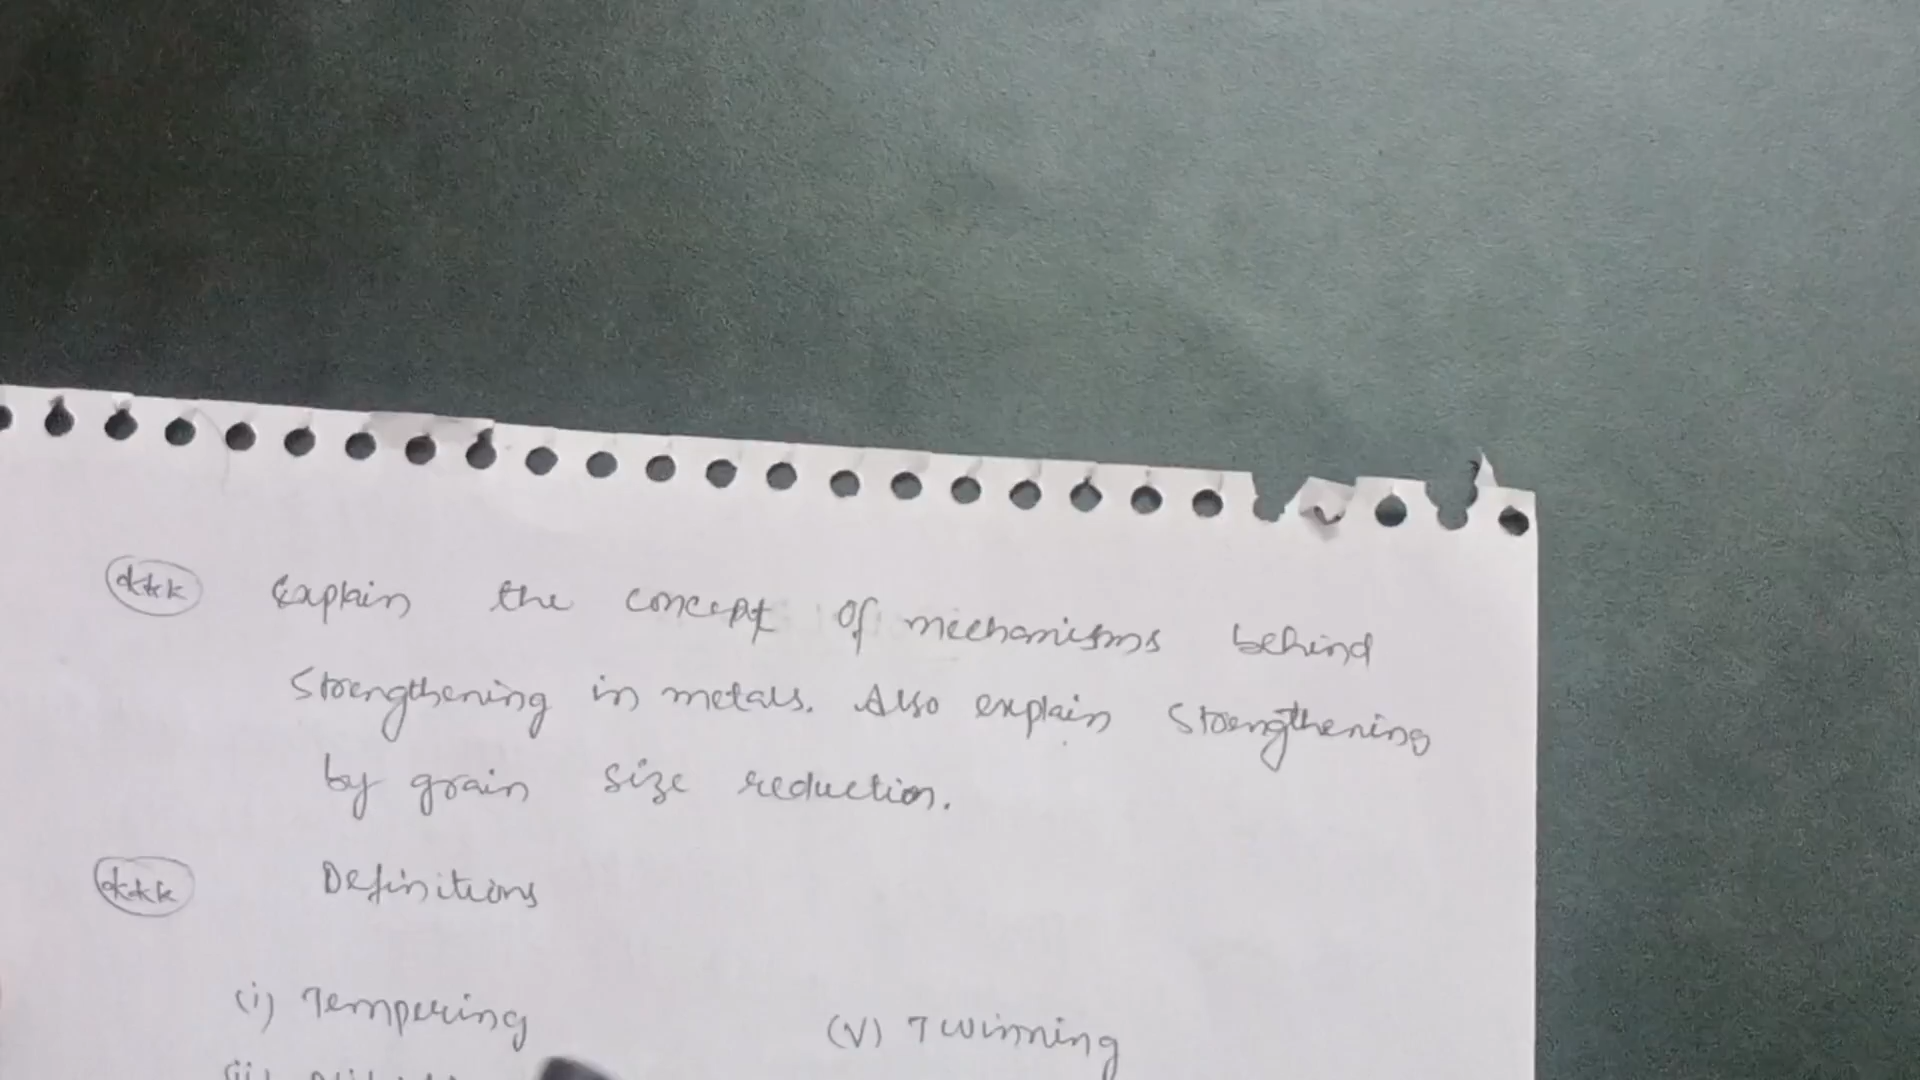 Explain the concept of mechanisms behind
Strengthening in metals. Also explain Strengthening
by grain size reduction.
Definitions
(i) Tempering (V) Twinning
(ii)